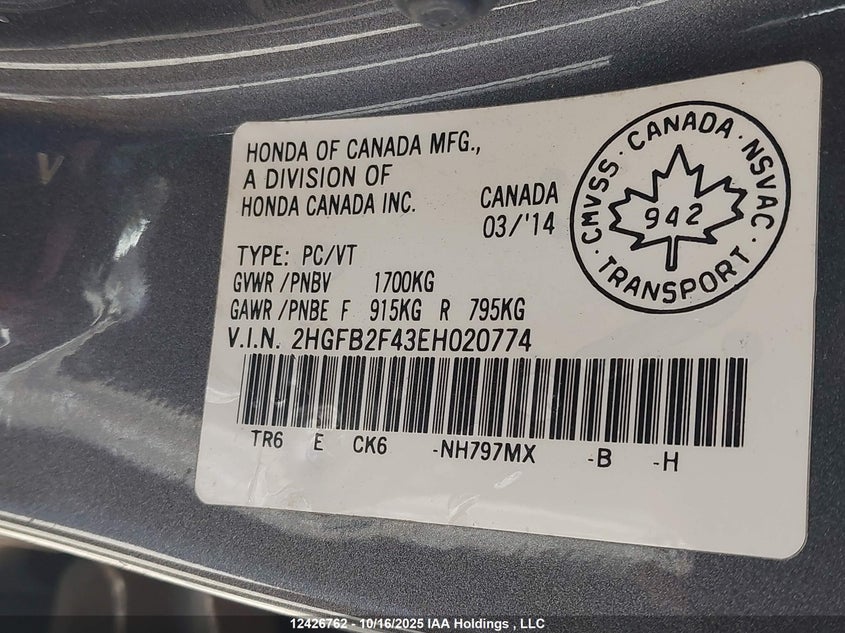 HONDA OF CANADA MFG.,
A DIVISION OF
HONDA CANADA INC.
CANADA
03/'14
CMVSS · CANADA · NSVAC · TRANSPORT ·
942
TYPE: PC/VT
GVWR /PNBV 1700KG
GAWR /PNBE F 915KG R 795KG
V.I.N. 2HGFB2F43EH020774
TR6 E CK6 -NH797MX -B -H
12426762 - 10/16/2025 IAA Holdings , LLC